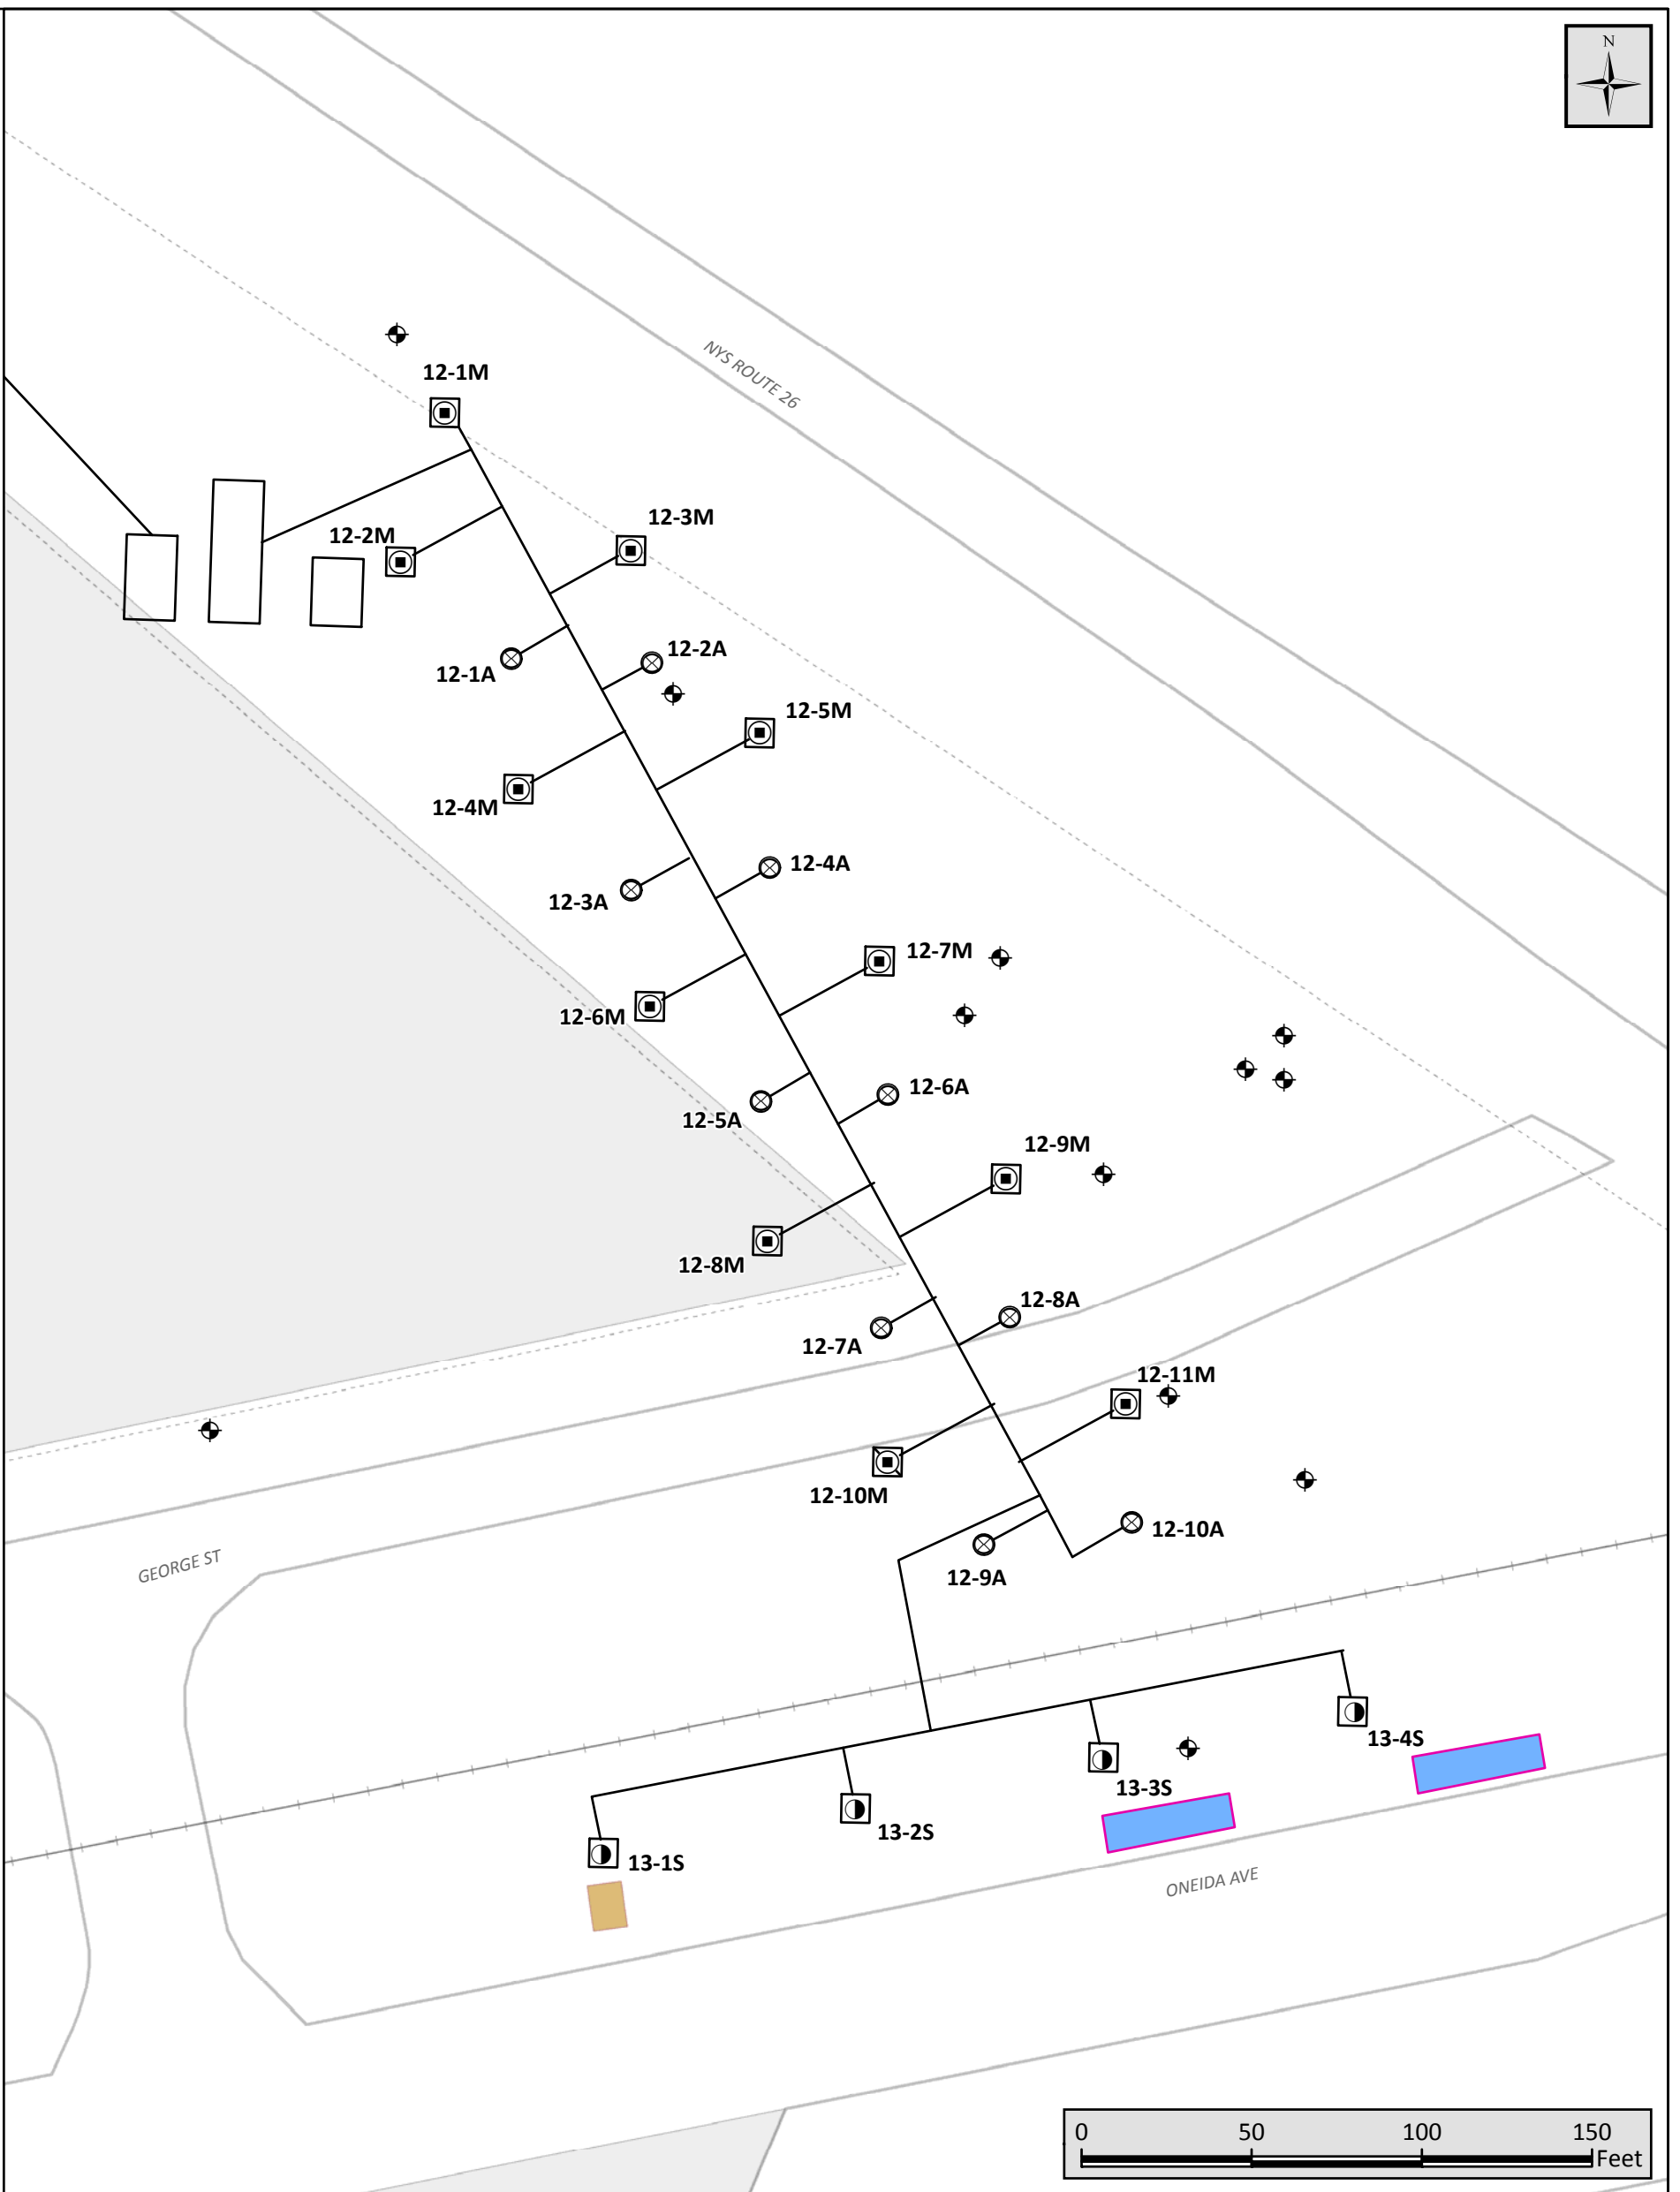 N
NYS ROUTE 26
12-1M
12-3M
12-2M
12-2A
12-1A
12-5M
12-4M
12-4A
12-3A
12-7M
12-6M
12-6A
12-5A
12-9M
12-8M
12-8A
12-7A
12-11M
12-10M
12-10A
GEORGE ST
12-9A
13-4S
13-3S
13-2S
13-1S
ONEIDA AVE
0 50 100 150
Feet